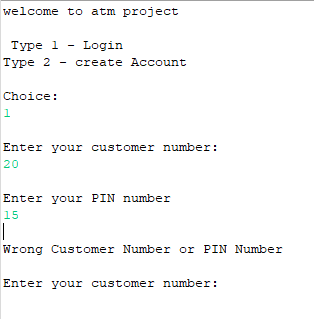 welcome to atm project
Type 1 - Login
Type 2 - create Account
Choice:
1
Enter your customer number:
20
Enter your PIN number
15
Wrong Customer Number or PIN Number
Enter your customer number: